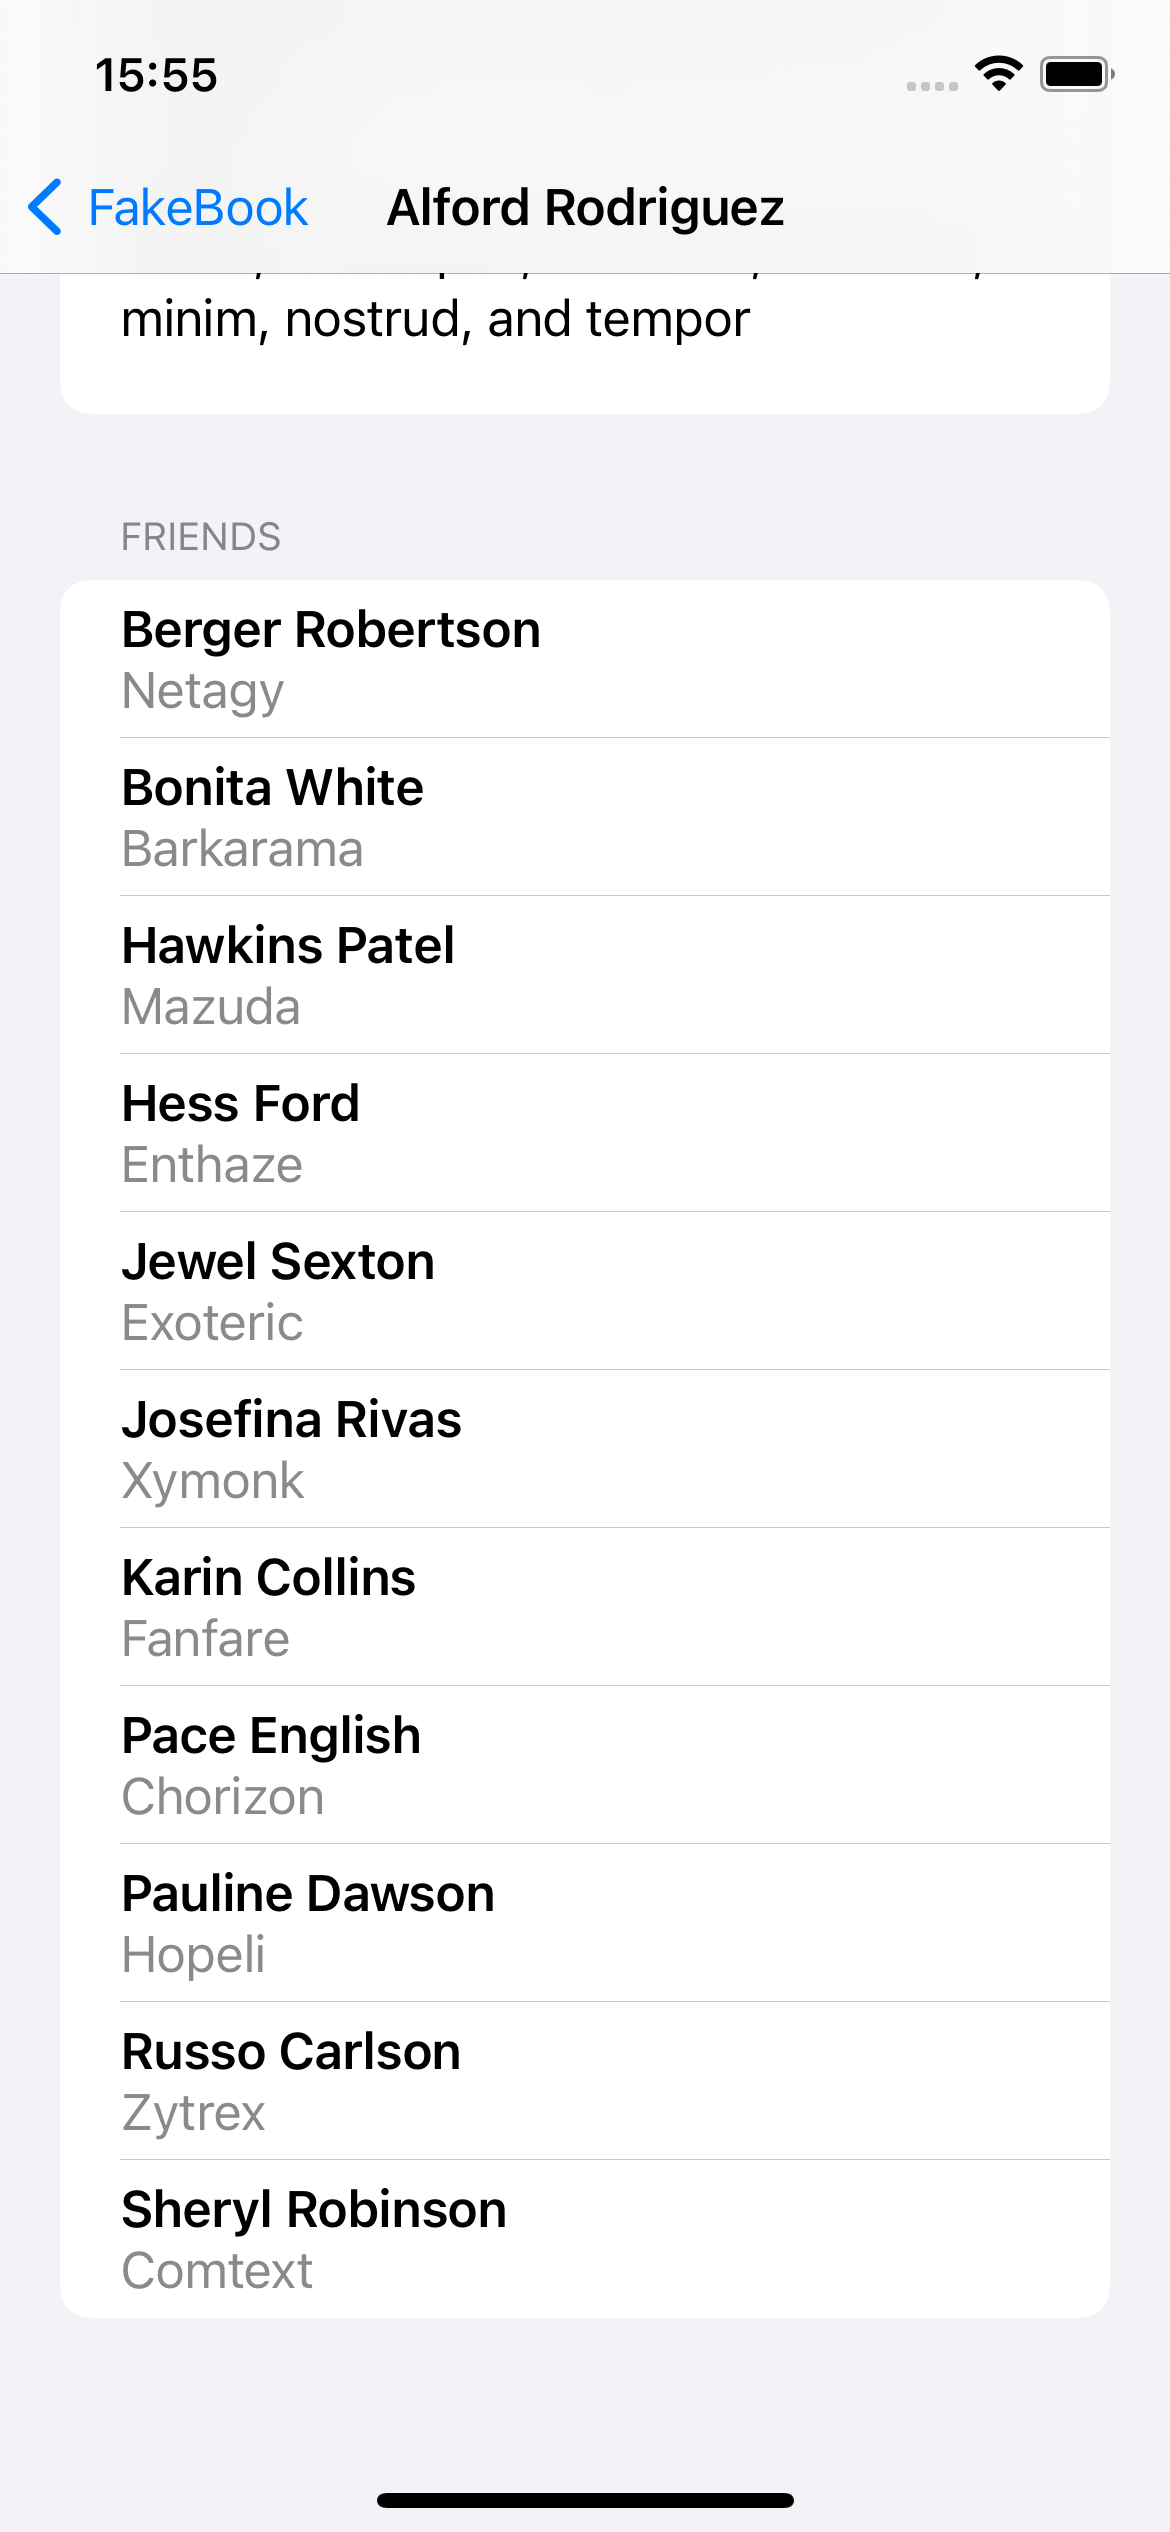 15:55
FakeBook
Alford Rodriguez
minim, nostrud, and tempor
FRIENDS
Berger Robertson
Netagy
Bonita White
Barkarama
Hawkins Patel
Mazuda
Hess Ford
Enthaze
Jewel Sexton
Exoteric
Josefina Rivas
Xymonk
Karin Collins
Fanfare
Pace English
Chorizon
Pauline Dawson
Hopeli
Russo Carlson
Zytrex
Sheryl Robinson
Comtext